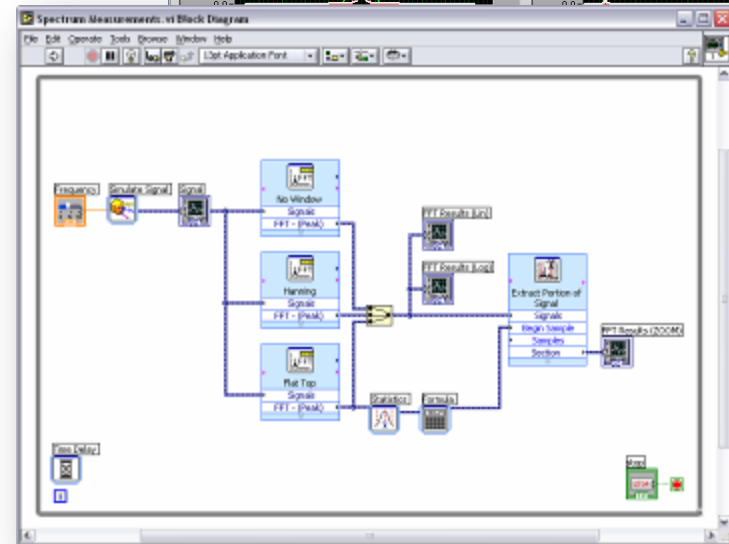 Spectrum Measurements.vi Block Diagram
File Edit Operate Tools Browse Window Help
13pt Application Font
Frequency
Simulate Signal
Signal
No Window
Signals
FFT - (Peak)
FFT Results (Lin)
FFT Results (Log)
Hanning
Signals
FFT - (Peak)
Extract Portion of
Signal
Signals
Begin Sample
Samples
Section
FFT Results (ZOOM)
Flat Top
Signals
FFT - (Peak)
Statistics
Formula
Time Delay
i
stop
STOP